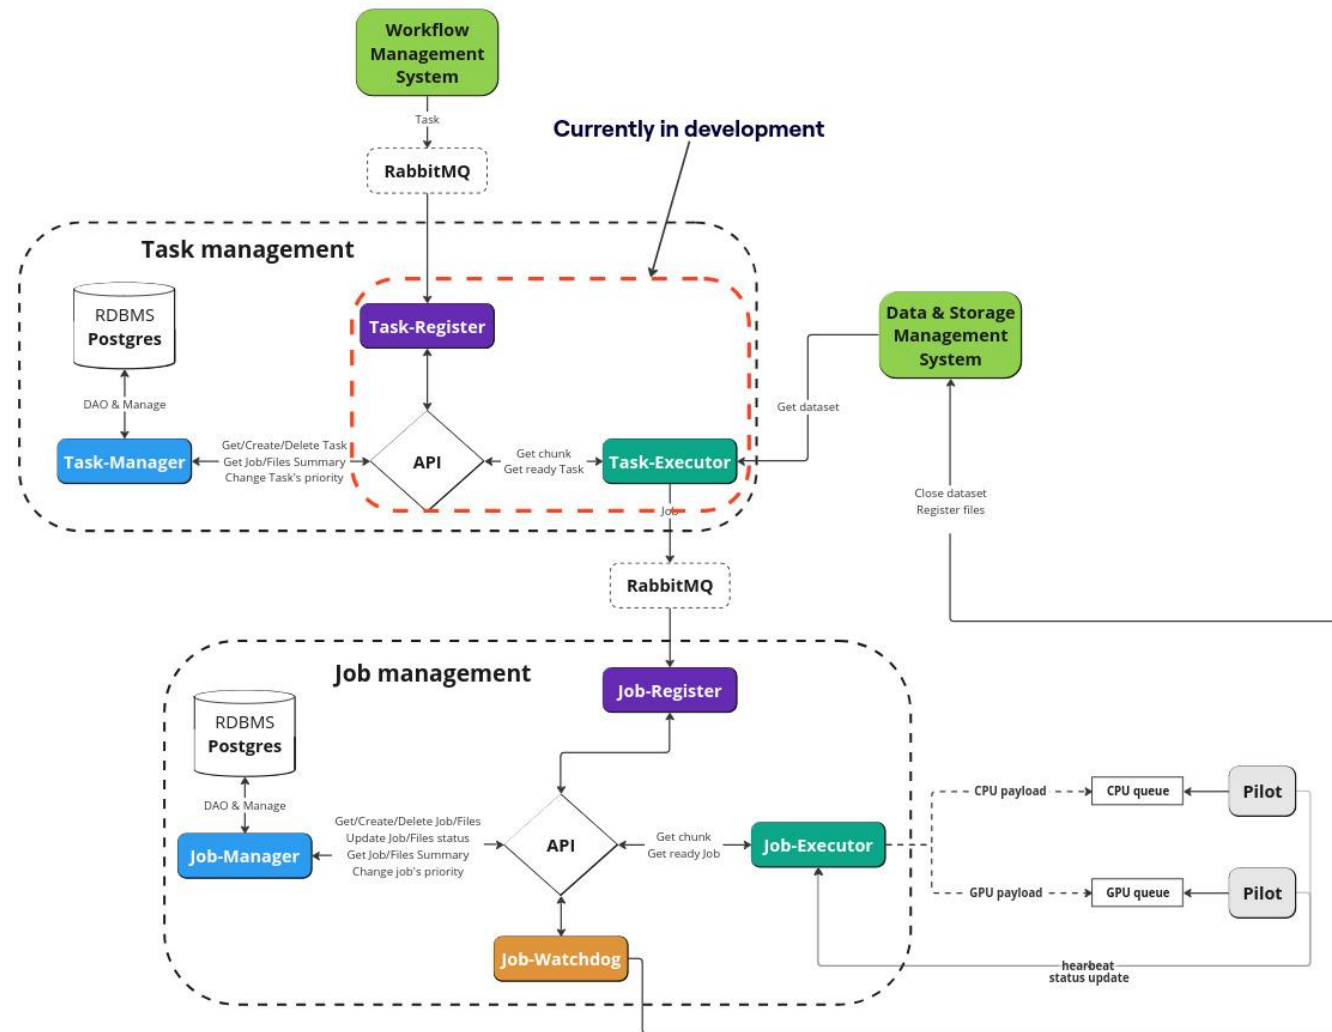 Workflow
Management
System
Task
Currently in development
RabbitMQ
Task management
RDBMS
Postgres
Task-Register
Data & Storage
Management
System
DAO & Manage
Get dataset
Task-Manager
Get/Create/Delete Task
Get Job/Files Summary
Change Task's priority
API
Get chunk
Get ready Task
Task-Executor
Close dataset
Register files
Job
RabbitMQ
Job management
Job-Register
RDBMS
Postgres
DAO & Manage
Get/Create/Delete Job/Files
Update Job/Files status
Get Job/Files Summary
Change job's priority
Job-Manager
API
Get chunk
Get ready Job
Job-Executor
CPU payload
CPU queue
Pilot
GPU payload
GPU queue
Pilot
Job-Watchdog
hearbeat
status update